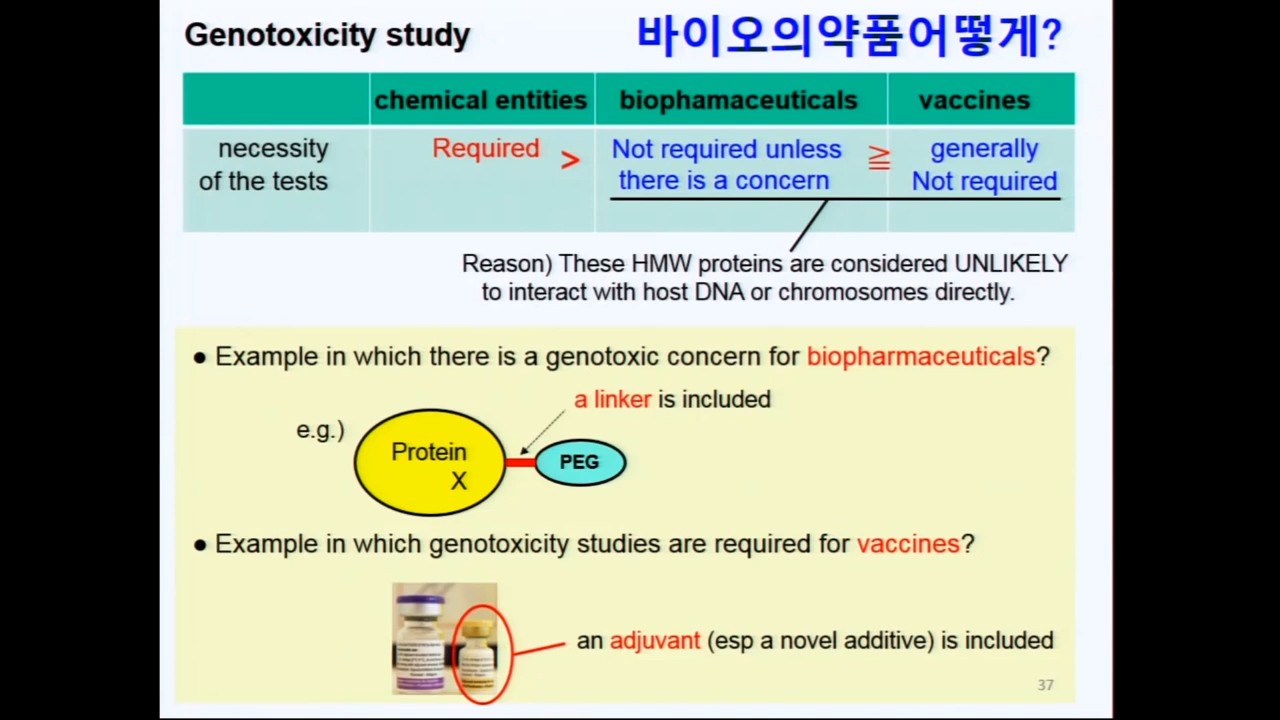 Genotoxicity study
바이오의약품어떻게?
chemical entities
biophamaceuticals
vaccines
necessity
of the tests
Required
>
Not required unless
there is a concern
≧
generally
Not required
Reason) These HMW proteins are considered UNLIKELY
to interact with host DNA or chromosomes directly.
● Example in which there is a genotoxic concern for biopharmaceuticals?
a linker is included
e.g.)
Protein
X
PEG
● Example in which genotoxicity studies are required for vaccines?
an adjuvant (esp a novel additive) is included
37